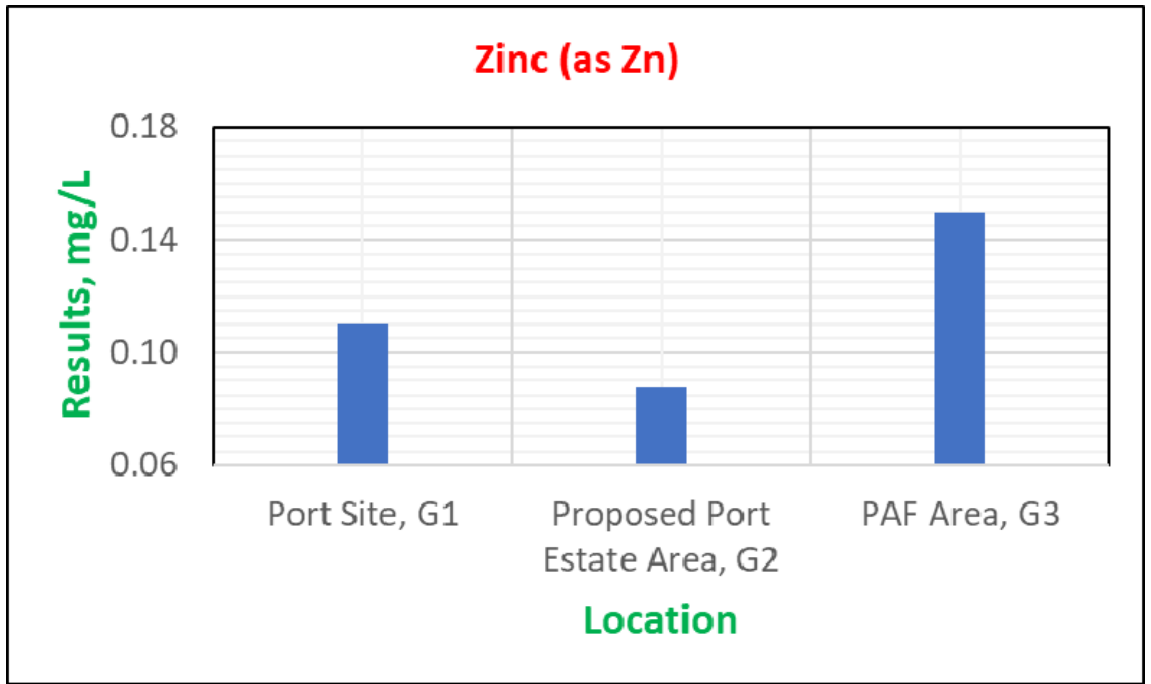 Zinc (as Zn)
Results, mg/L
0.18
0.14
0.10
0.06
Port Site, G1
Proposed Port
Estate Area, G2
PAF Area, G3
Location